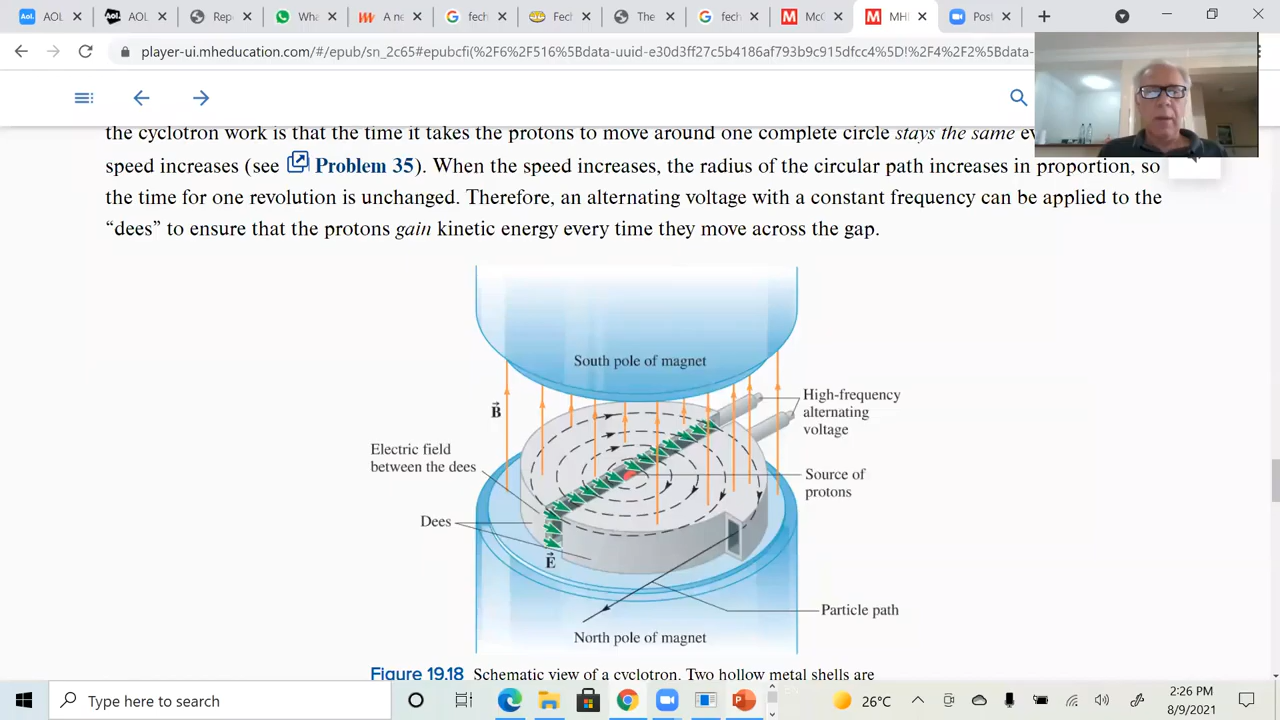 AOL
AOL
Rep
Wha
A ne
fech
Fech
The
fecl
McG
MHE
Post
player-ui.mheducation.com/#/epub/sn_2c65#epubcfi(%2F6%2F516%5Bdata-uuid-e30d3ff27c5b4186af793b9c915dfcc4%5D!%2F4%2F2%5Bdata-
the cyclotron work is that the time it takes the protons to move around one complete circle stays the same
speed increases (see Problem 35). When the speed increases, the radius of the circular path increases in proportion, so
the time for one revolution is unchanged. Therefore, an alternating voltage with a constant frequency can be applied to the
“dees” to ensure that the protons gain kinetic energy every time they move across the gap.
South pole of magnet
B
High-frequency
alternating
voltage
Electric field
between the dees
Source of
protons
Dees
E
Particle path
North pole of magnet
Figure 19.18 Schematic view of a cyclotron. Two hollow metal shells are
Type here to search
26°C
2:26 PM
8/9/2021